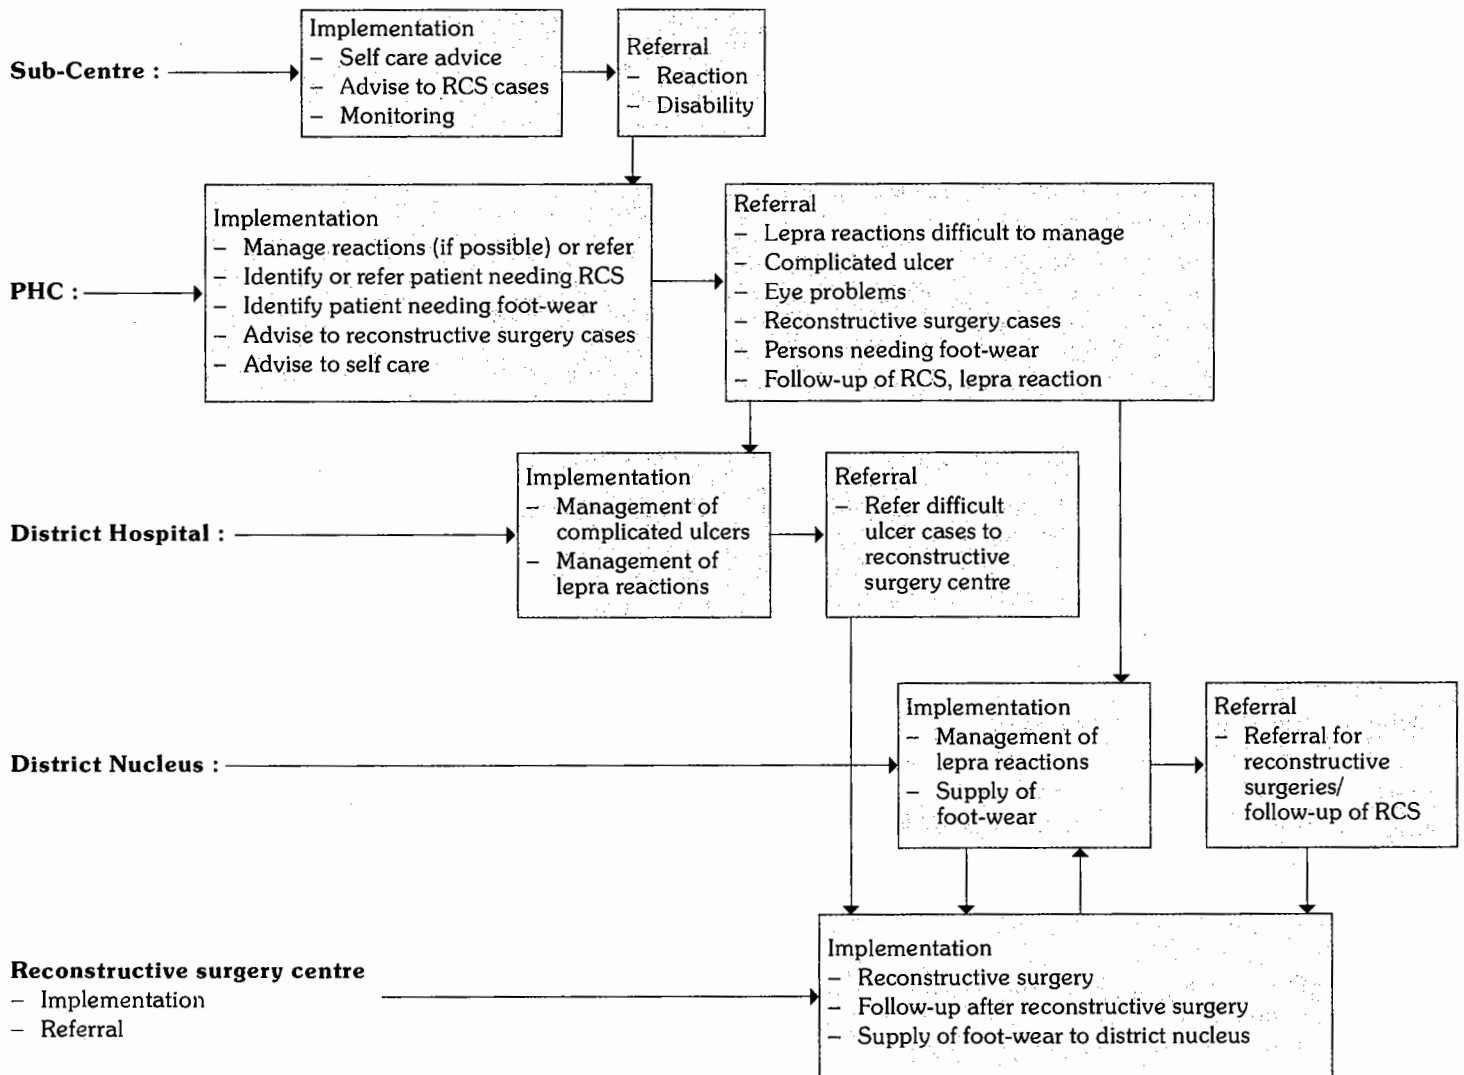 Sub-Centre :
Implementation
– Self care advice
– Advise to RCS cases
– Monitoring
Referral
– Reaction
– Disability
PHC :
Implementation
– Manage reactions (if possible) or refer
– Identify or refer patient needing RCS
– Identify patient needing foot-wear
– Advise to reconstructive surgery cases
– Advise to self care
Referral
– Lepra reactions difficult to manage
– Complicated ulcer
– Eye problems
– Reconstructive surgery cases
– Persons needing foot-wear
– Follow-up of RCS, lepra reaction
District Hospital :
Implementation
– Management of
complicated ulcers
– Management of
lepra reactions
Referral
– Refer difficult
ulcer cases to
reconstructive
surgery centre
District Nucleus :
Implementation
– Management of
lepra reactions
– Supply of
foot-wear
Referral
– Referral for
reconstructive
surgeries/
follow-up of RCS
Reconstructive surgery centre
– Implementation
– Referral
Implementation
– Reconstructive surgery
– Follow-up after reconstructive surgery
– Supply of foot-wear to district nucleus